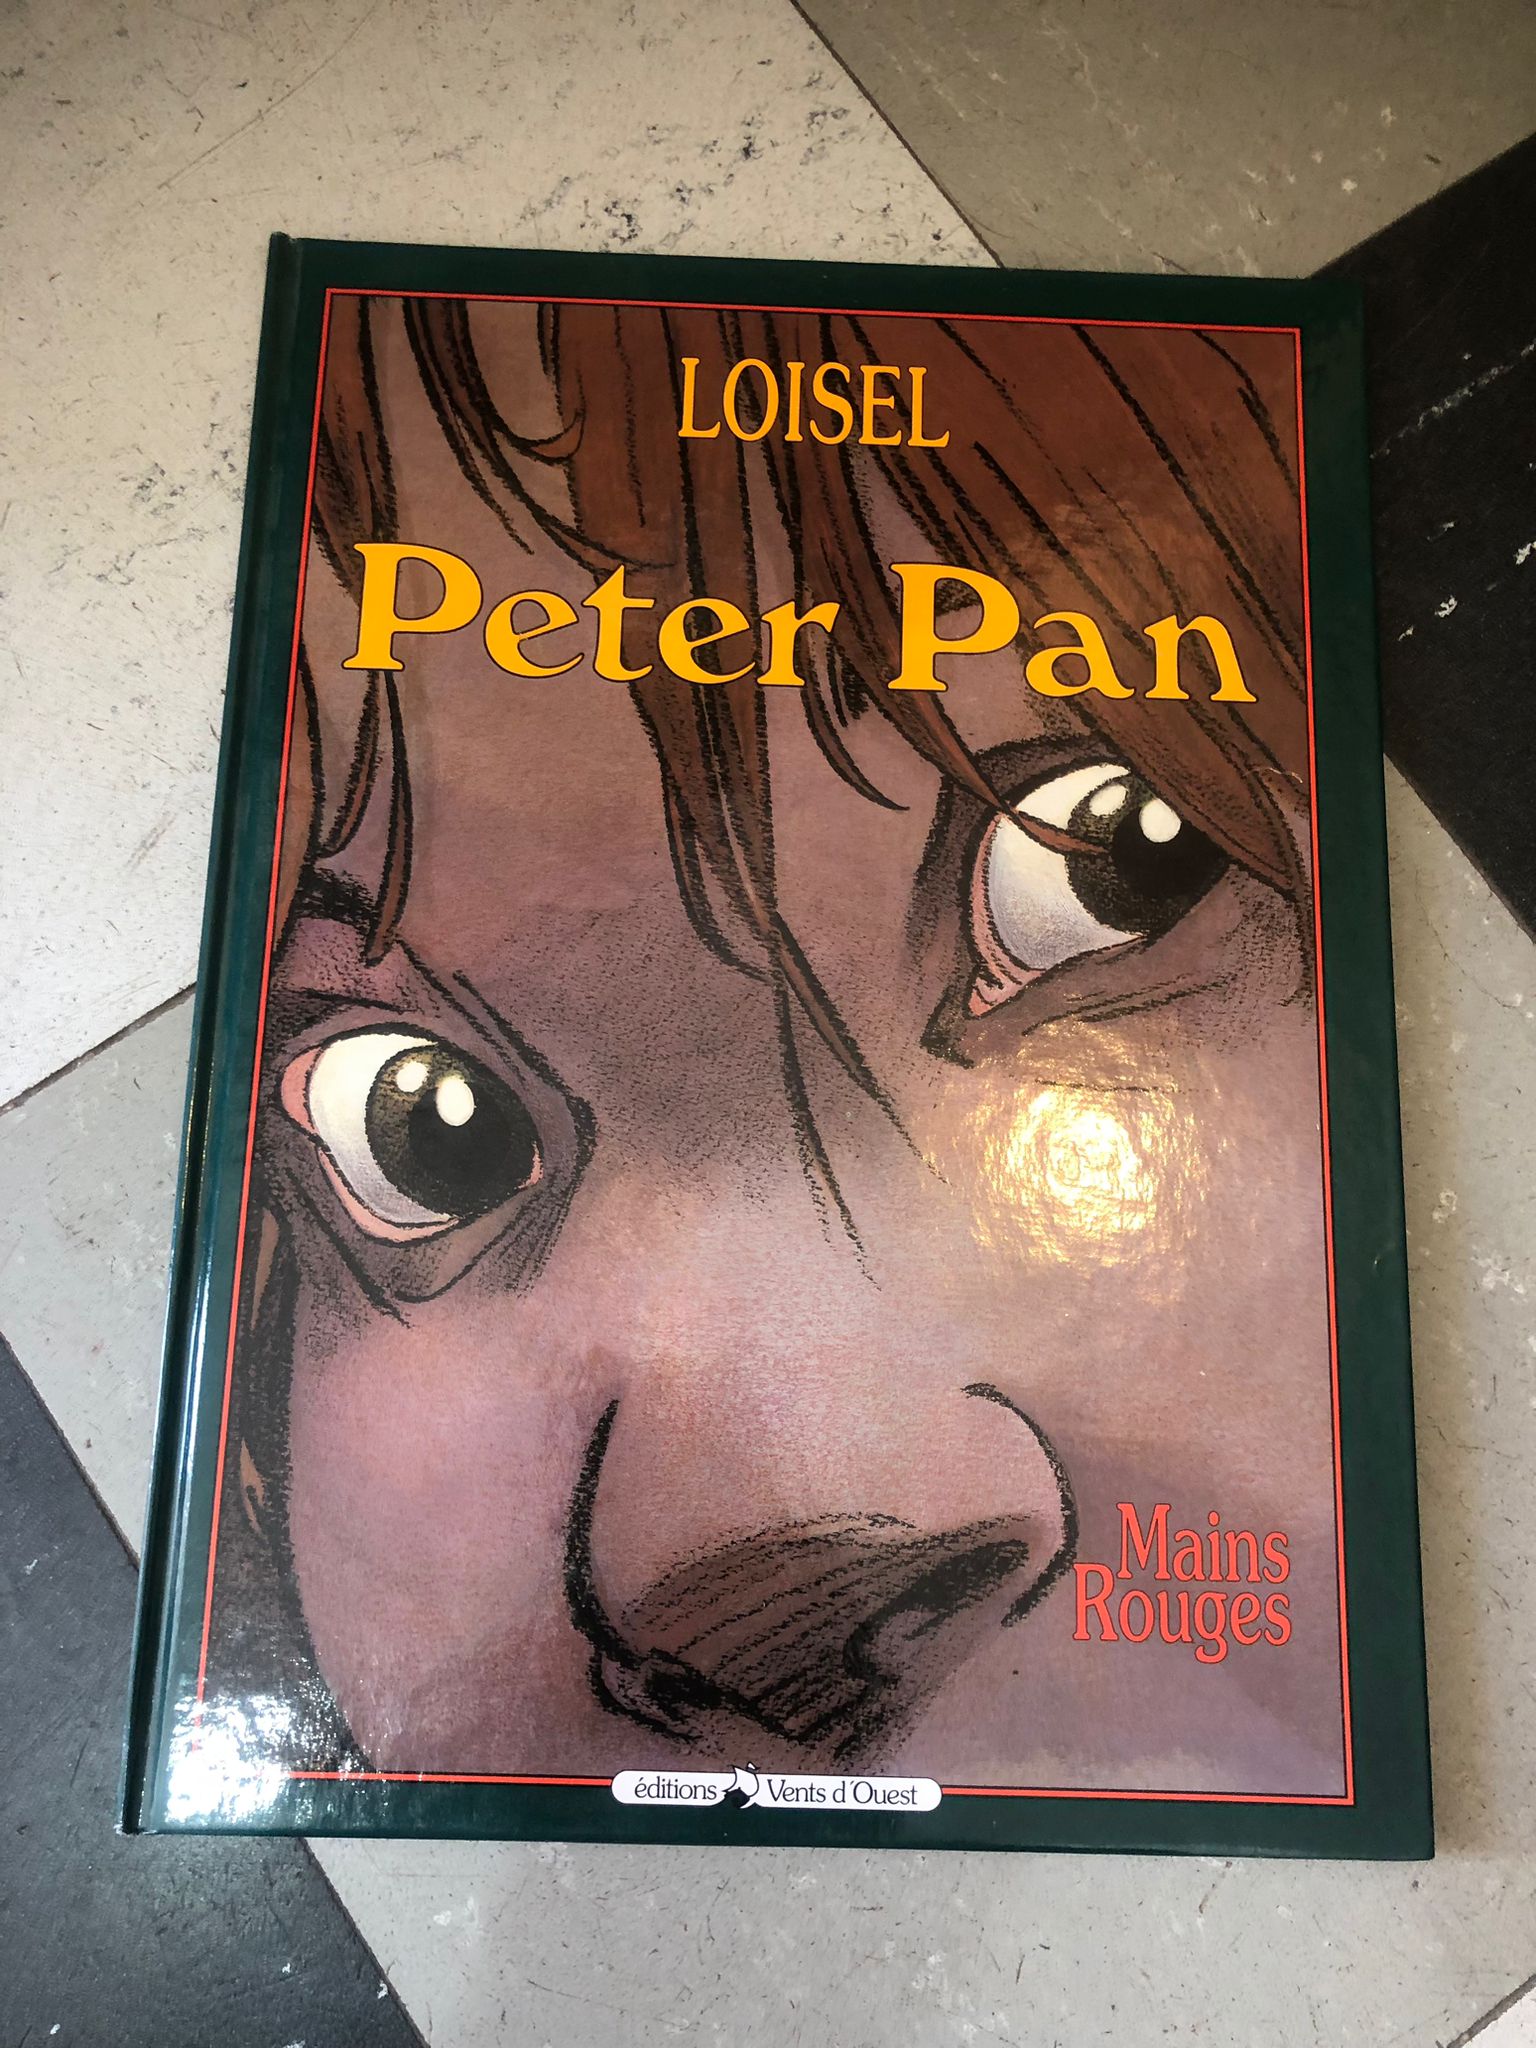 LOISEL
Peter Pan
Mains
Rouges
éditions Vents d'Ouest